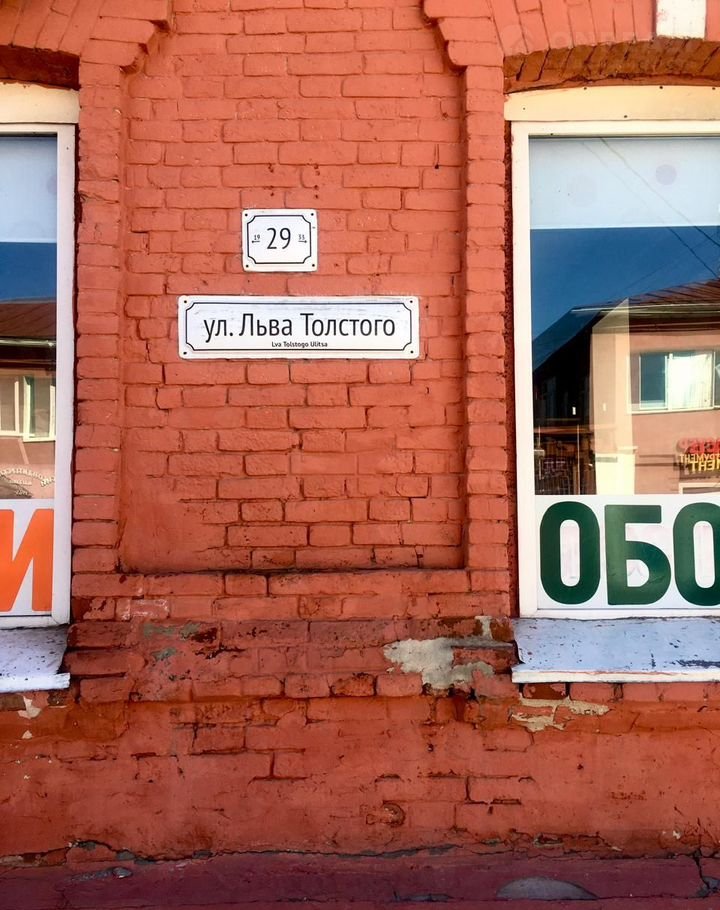 19 29 33
ул. Льва Толстого
Lva Tolstogo Ulitsa
И
ОБО